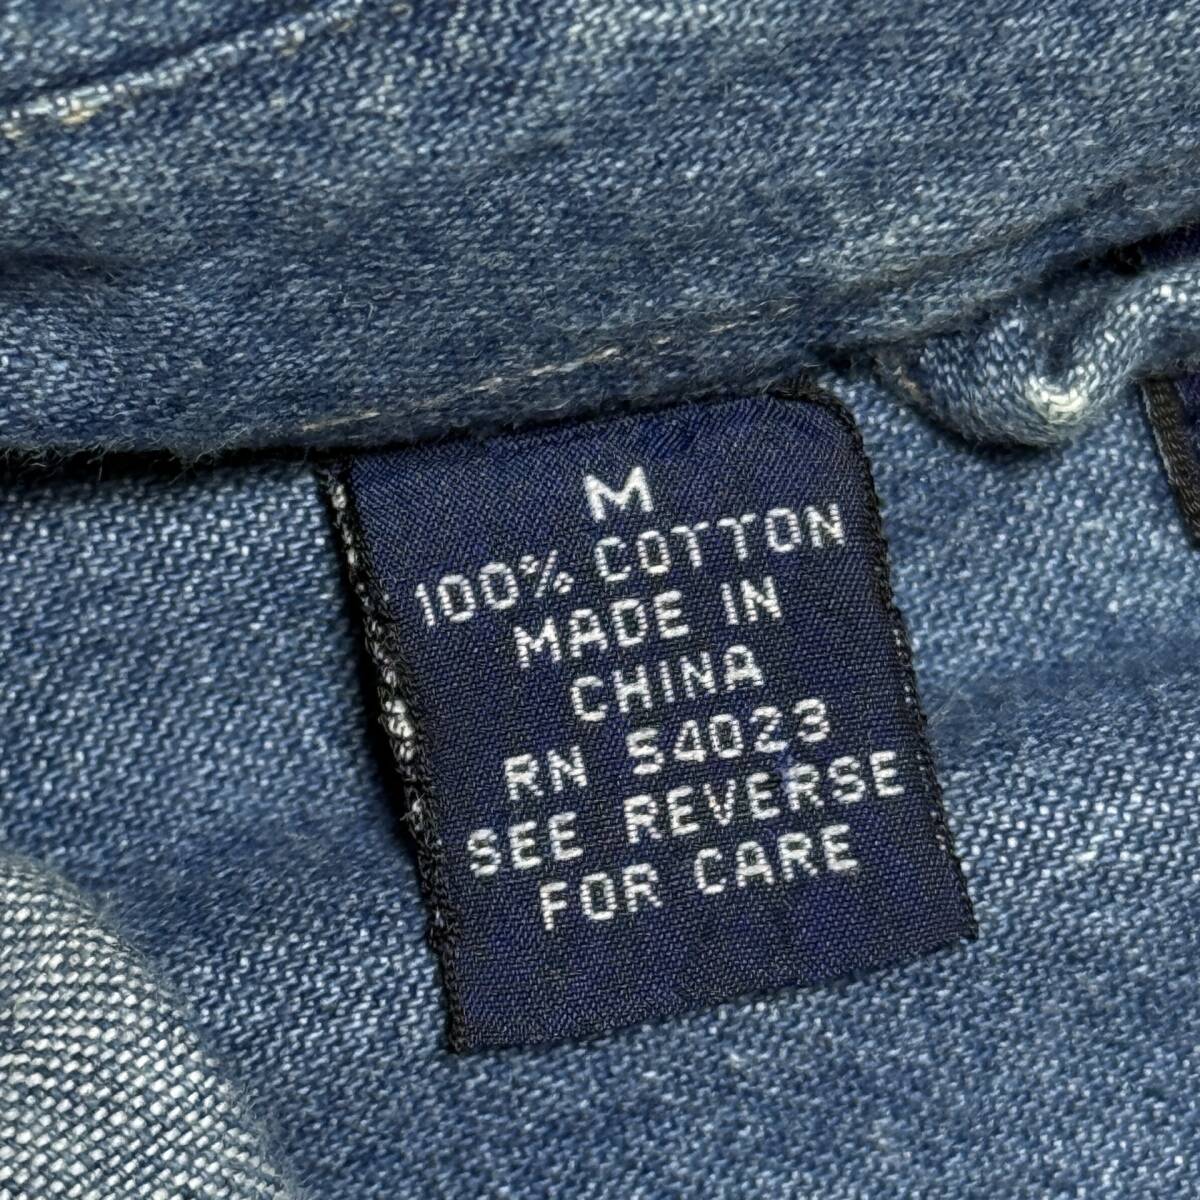 M
100% COTTON
MADE IN
CHINA
RN 54023
SEE REVERSE
FOR CARE